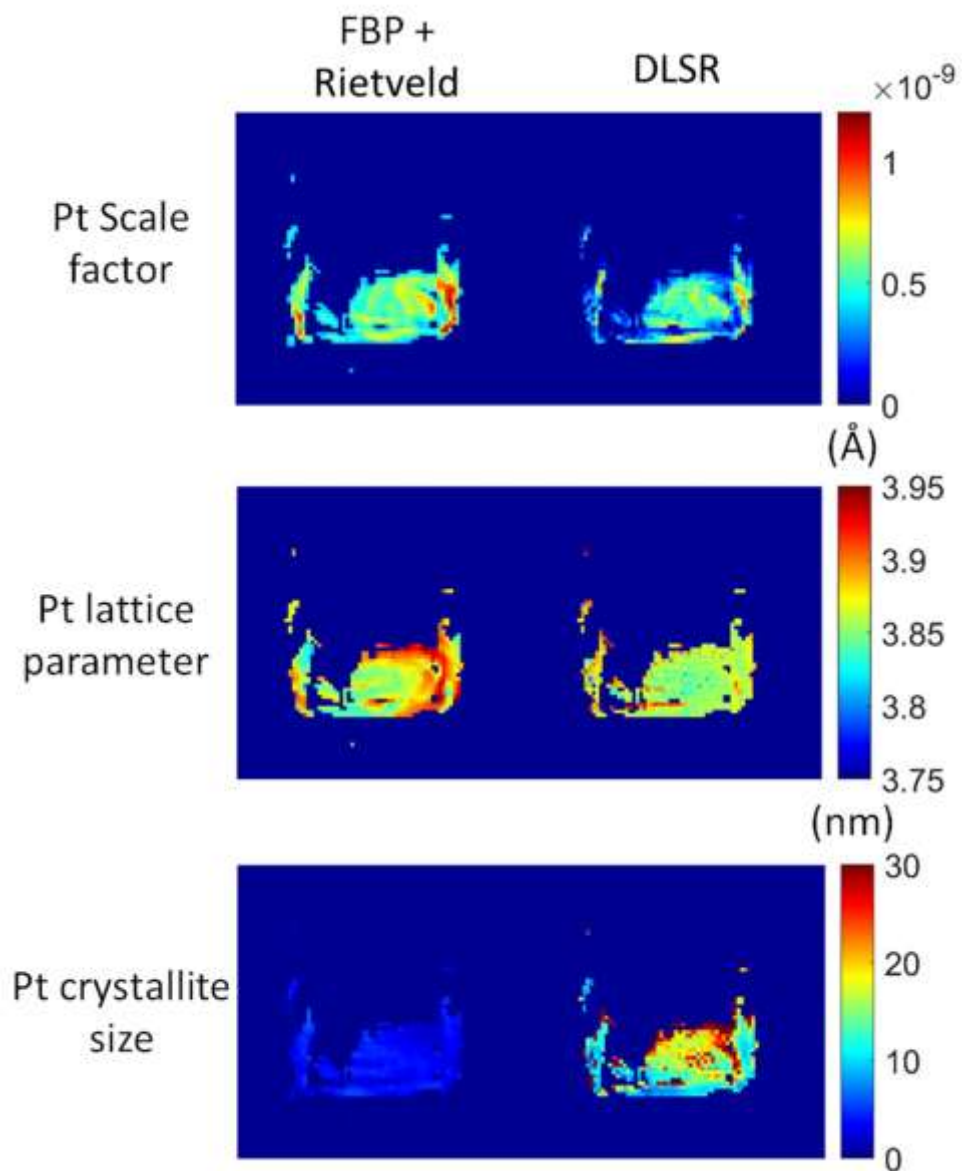 FBP +
Rietveld
DLSR
×10⁻⁹
Pt Scale
factor
1
0.5
0
(Å)
Pt lattice
parameter
3.95
3.9
3.85
3.8
3.75
(nm)
Pt crystallite
size
30
20
10
0